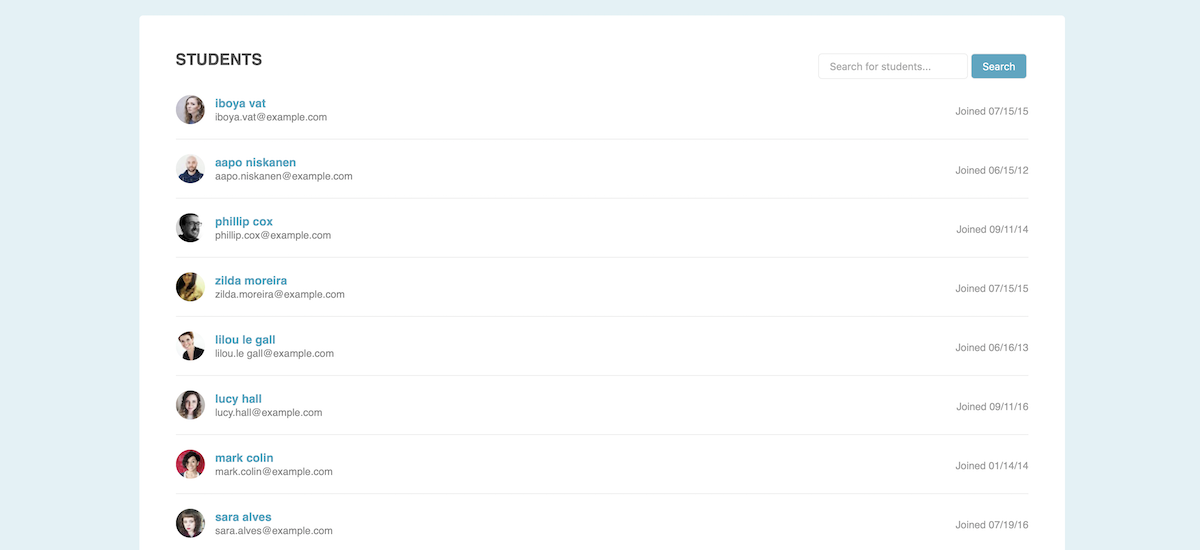 STUDENTS
Search for students...
Search
iboya vat
iboya.vat@example.com
Joined 07/15/15
aapo niskanen
aapo.niskanen@example.com
Joined 06/15/12
phillip cox
phillip.cox@example.com
Joined 09/11/14
zilda moreira
zilda.moreira@example.com
Joined 07/15/15
lilou le gall
lilou.le gall@example.com
Joined 06/16/13
lucy hall
lucy.hall@example.com
Joined 09/11/16
mark colin
mark.colin@example.com
Joined 01/14/14
sara alves
sara.alves@example.com
Joined 07/19/16